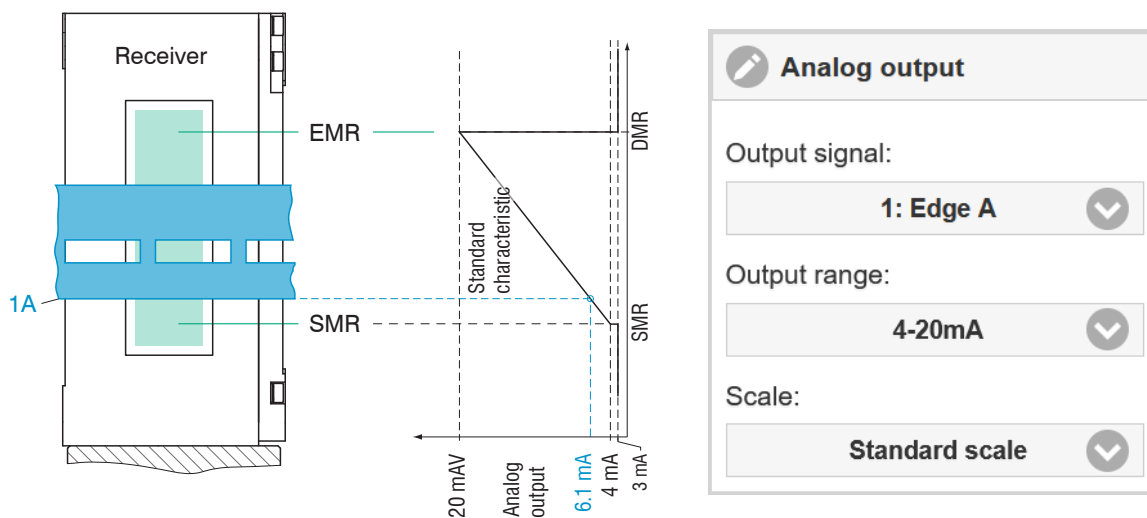 Receiver
EMR
1A
SMR
Standard
characteristic
DMR
SMR
20 mAV
Analog
output
6.1 mA
4 mA
3 mA
Analog output
Output signal:
1: Edge A
Output range:
4-20mA
Scale:
Standard scale